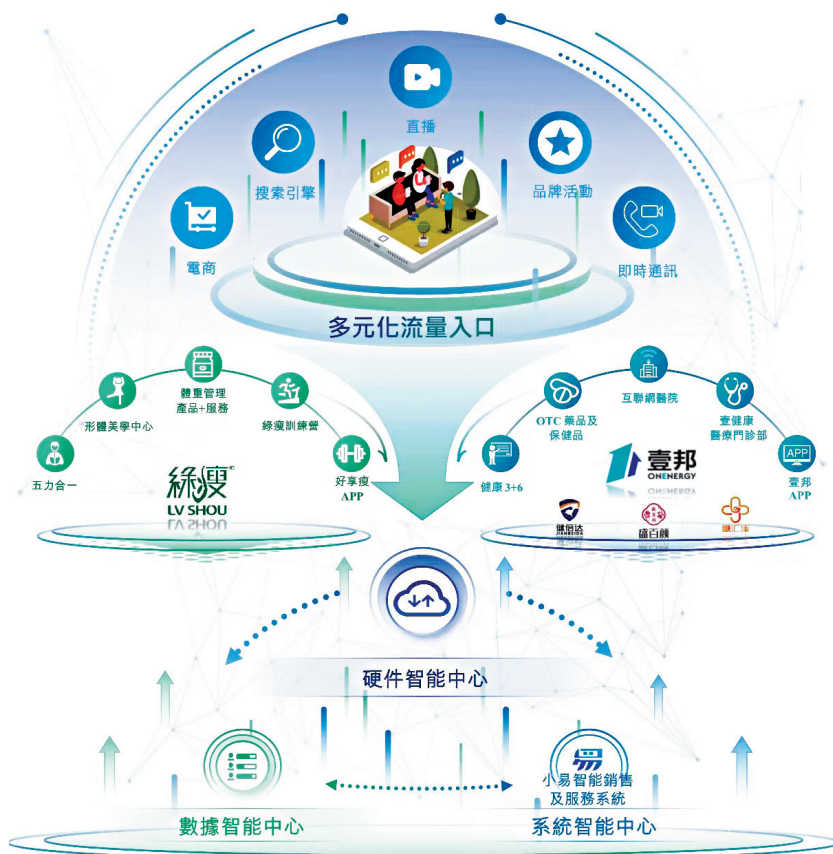 直播
搜索引擎
品牌活動
電商
即時通訊
多元化流量入口
體重管理
產品+服務
形體美學中心
綠瘦訓練營
五力合一
好享瘦
APP
綠瘦
LV SHOU
互聯網醫院
OTC 藥品及
保健品
壹健康
醫療門診部
健康 3+6
壹邦
APP
APP
壹邦
ONENERGY
健倍达
JIANBEIDA
盛百顏
硬件智能中心
小易智能銷售
及服務系統
數據智能中心
系統智能中心